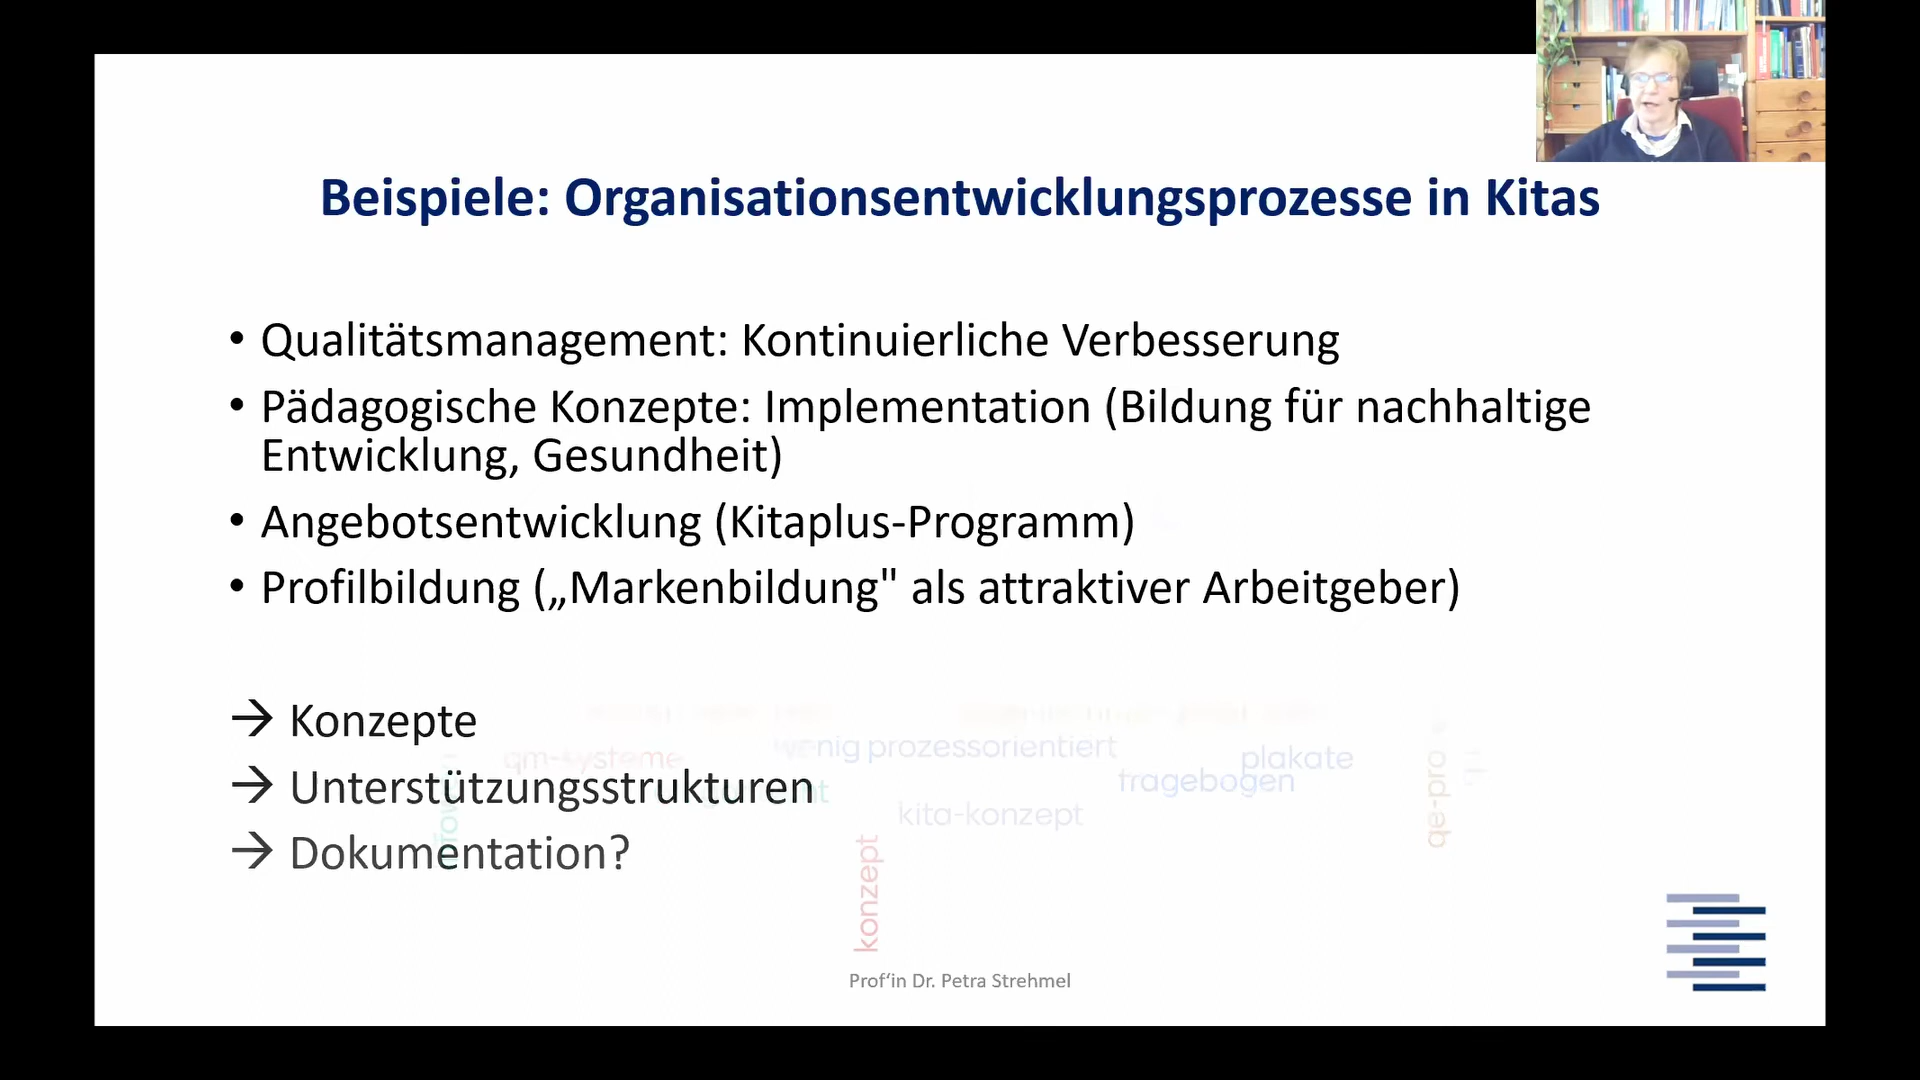 Beispiele: Organisationsentwicklungsprozesse in Kitas
• Qualitätsmanagement: Kontinuierliche Verbesserung
• Pädagogische Konzepte: Implementation (Bildung für nachhaltige
Entwicklung, Gesundheit)
• Angebotsentwicklung (Kitaplus-Programm)
• Profilbildung („Markenbildung" als attraktiver Arbeitgeber)
→ Konzepte
→ Unterstützungsstrukturen
→ Dokumentation?
qm-systeme
wenig prozessorientiert
plakate
fragebogen
kita-konzept
konzept
qe-pro
Prof‘in Dr. Petra Strehmel